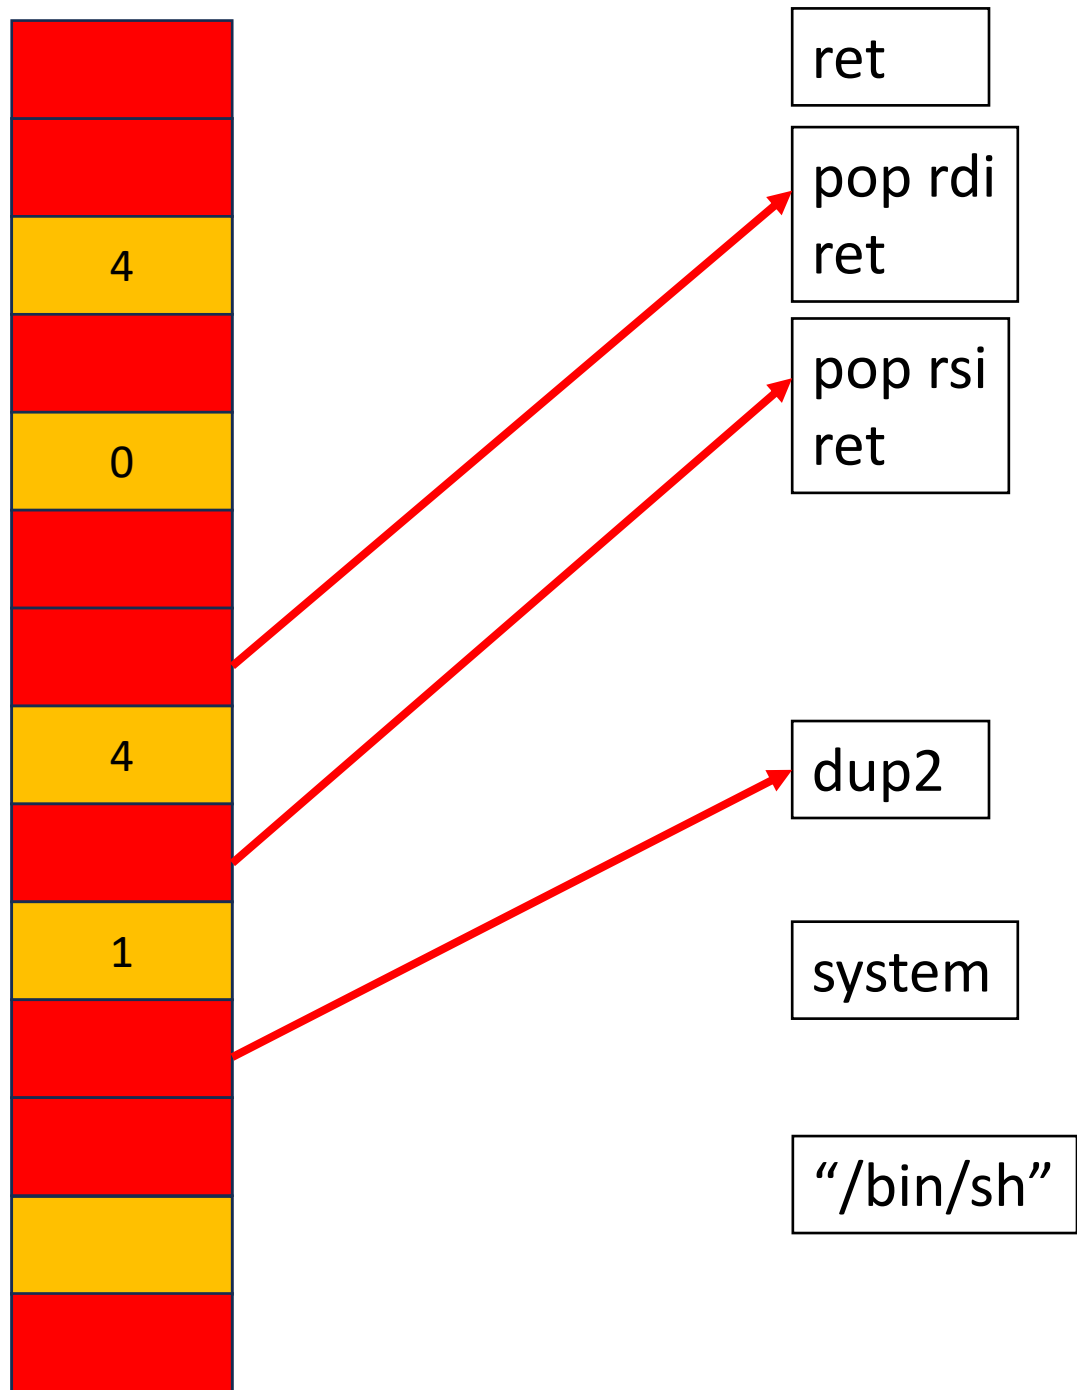 ret
pop rdi
ret
4
pop rsi
ret
0
4
dup2
1
system
“/bin/sh”